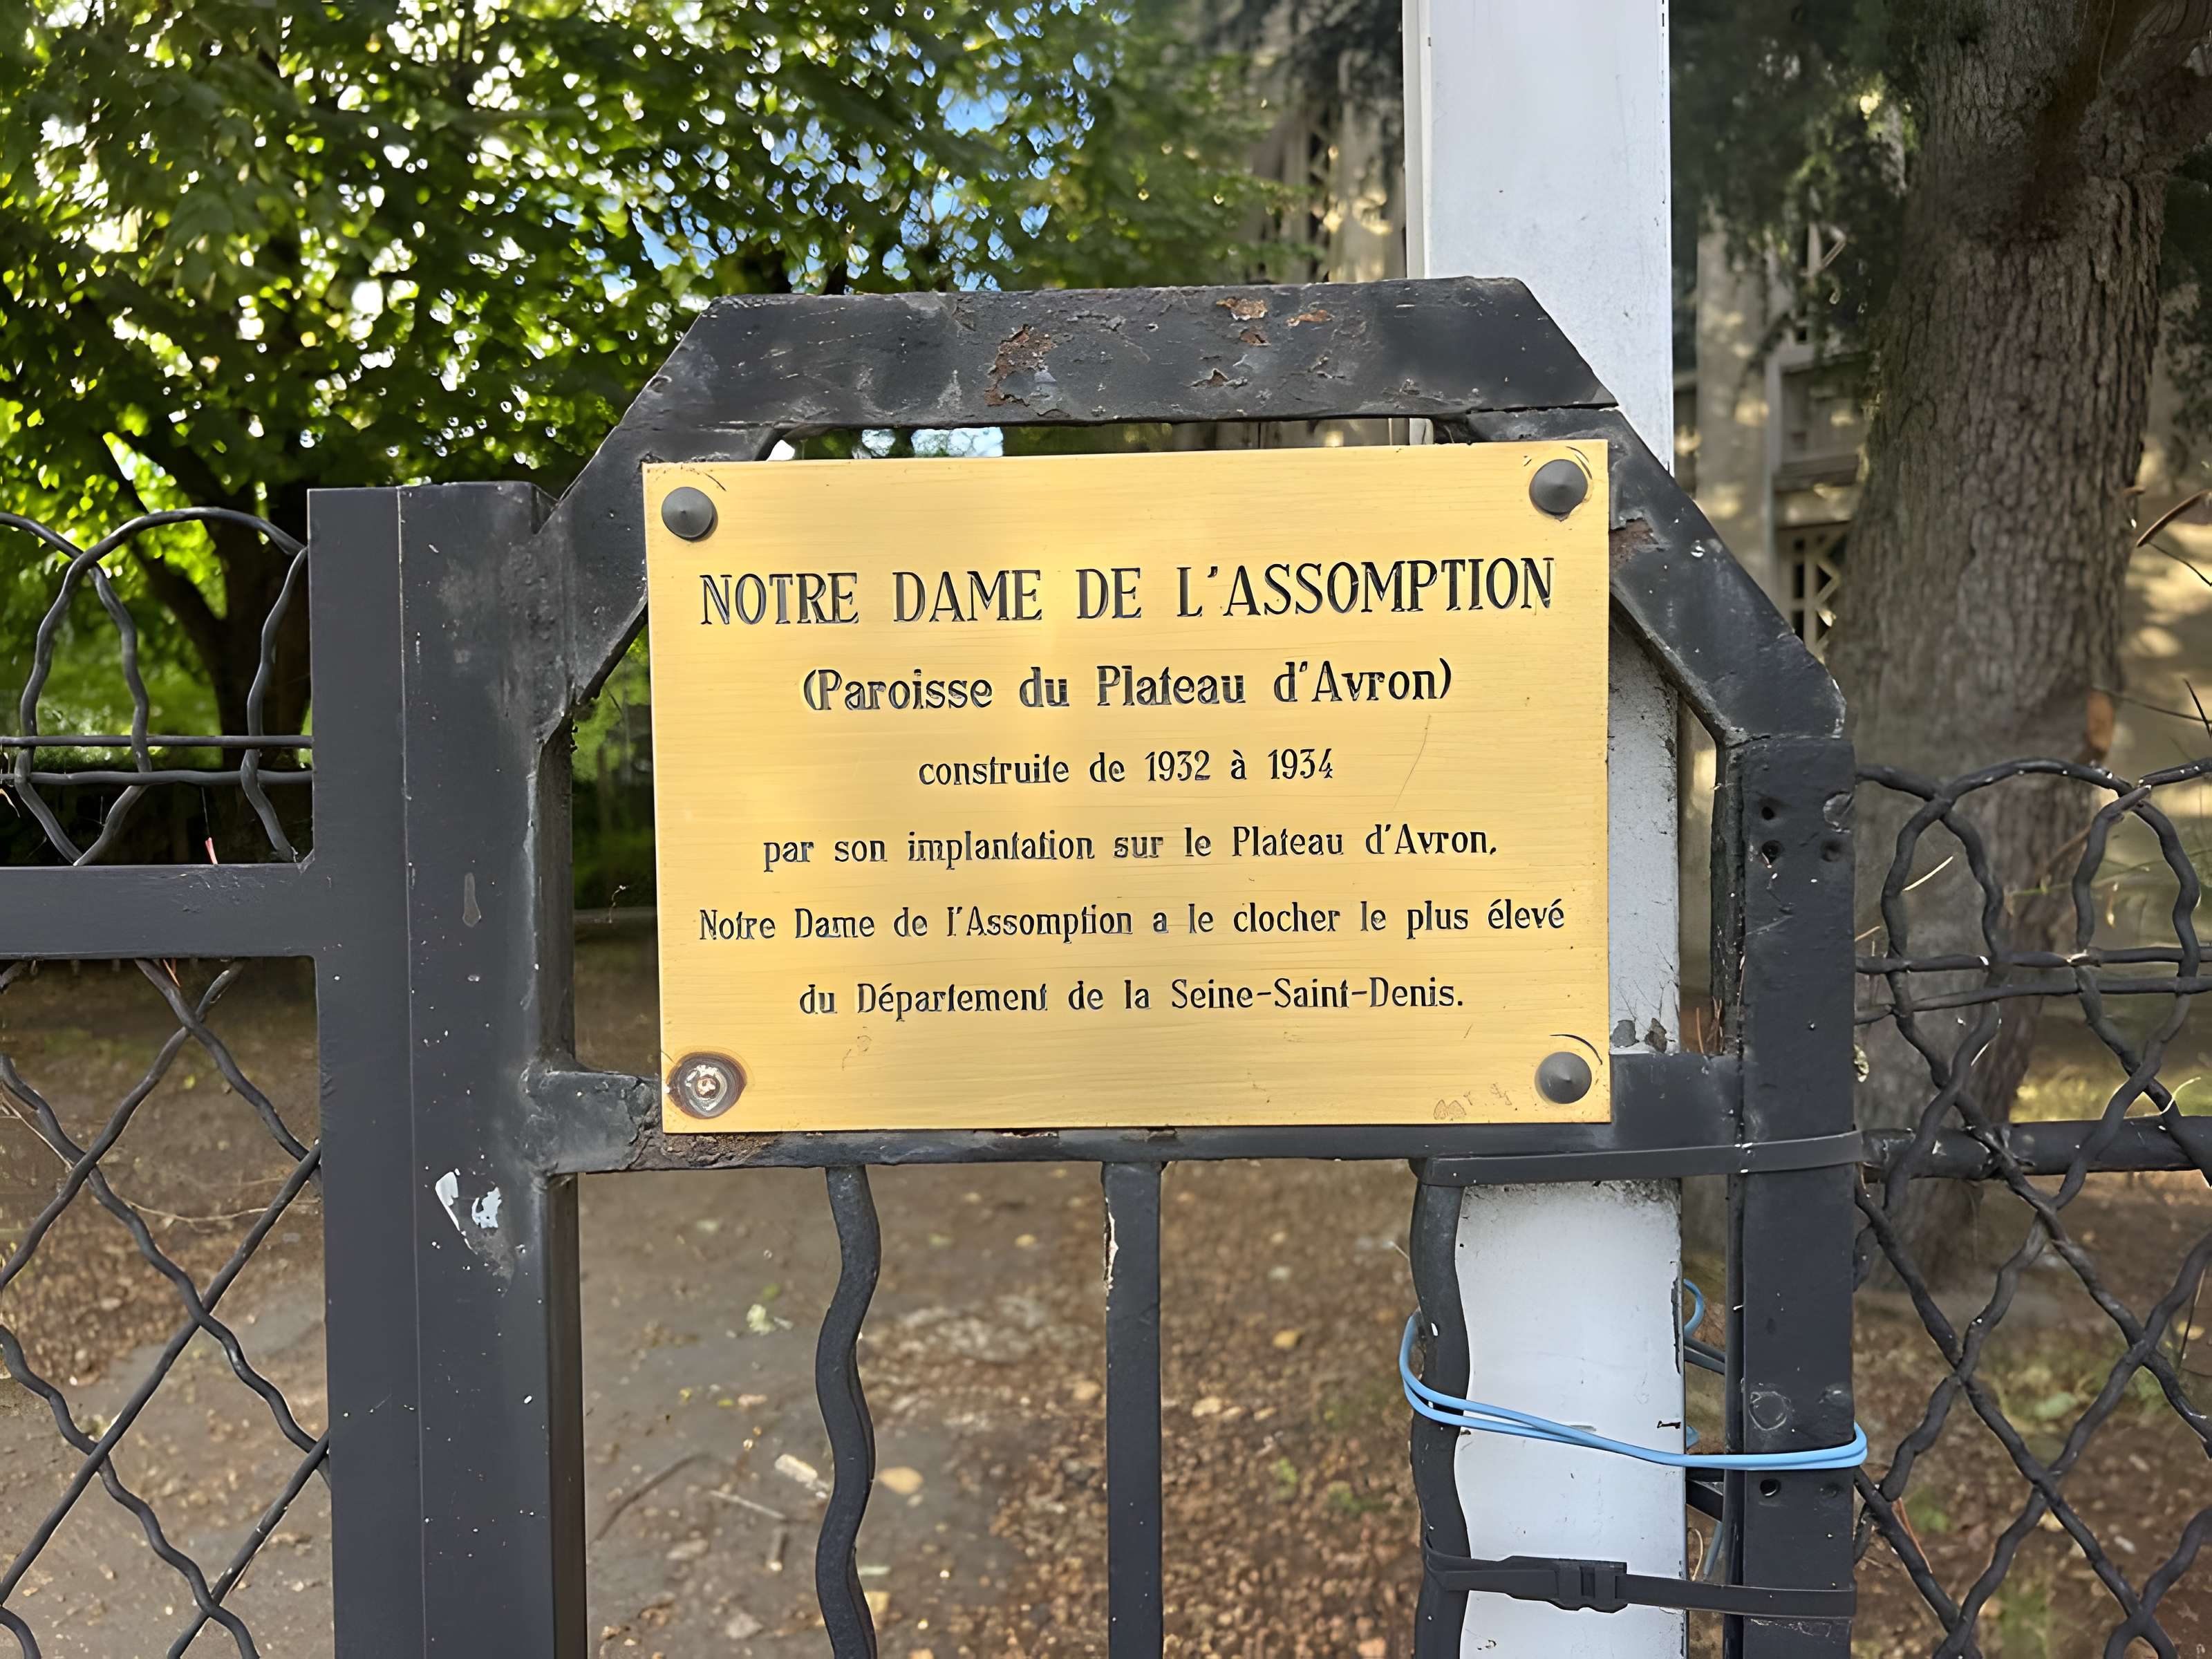 NOTRE DAME DE L'ASSOMPTION
(Paroisse du Plateau d'Avron)
construite de 1932 à 1934
par son implantation sur le Plateau d'Avron,
Notre Dame de l'Assomption a le clocher le plus élevé
du Département de la Seine-Saint-Denis.